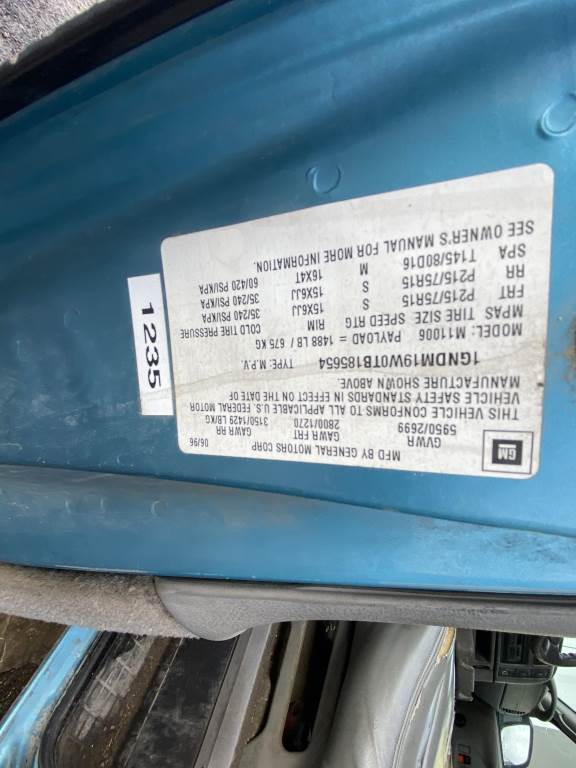 GM
MFD BY GENERAL MOTORS CORP 06/96
GVWR GAWR FRT GAWR RR
5950/2699 2800/1270 3150/1429 LB/KG
THIS VEHICLE CONFORMS TO ALL APPLICABLE U.S. FEDERAL MOTOR
VEHICLE SAFETY STANDARDS IN EFFECT ON THE DATE OF
MANUFACTURE SHOWN ABOVE.
1GNDM19W0TB185654 TYPE: M.P.V.
MODEL: M11006 PAYLOAD = 1488 LB / 675 KG
MPAS TIRE SIZE SPEED RTG RIM COLD TIRE PRESSURE
FRT P215/75R15 S 15X6JJ 35/240 PSI/KPA
RR P215/75R15 S 15X6JJ 35/240 PSI/KPA
SPA T145/80D16 M 16X4T 60/420 PSI/KPA
SEE OWNER'S MANUAL FOR MORE INFORMATION.
1235